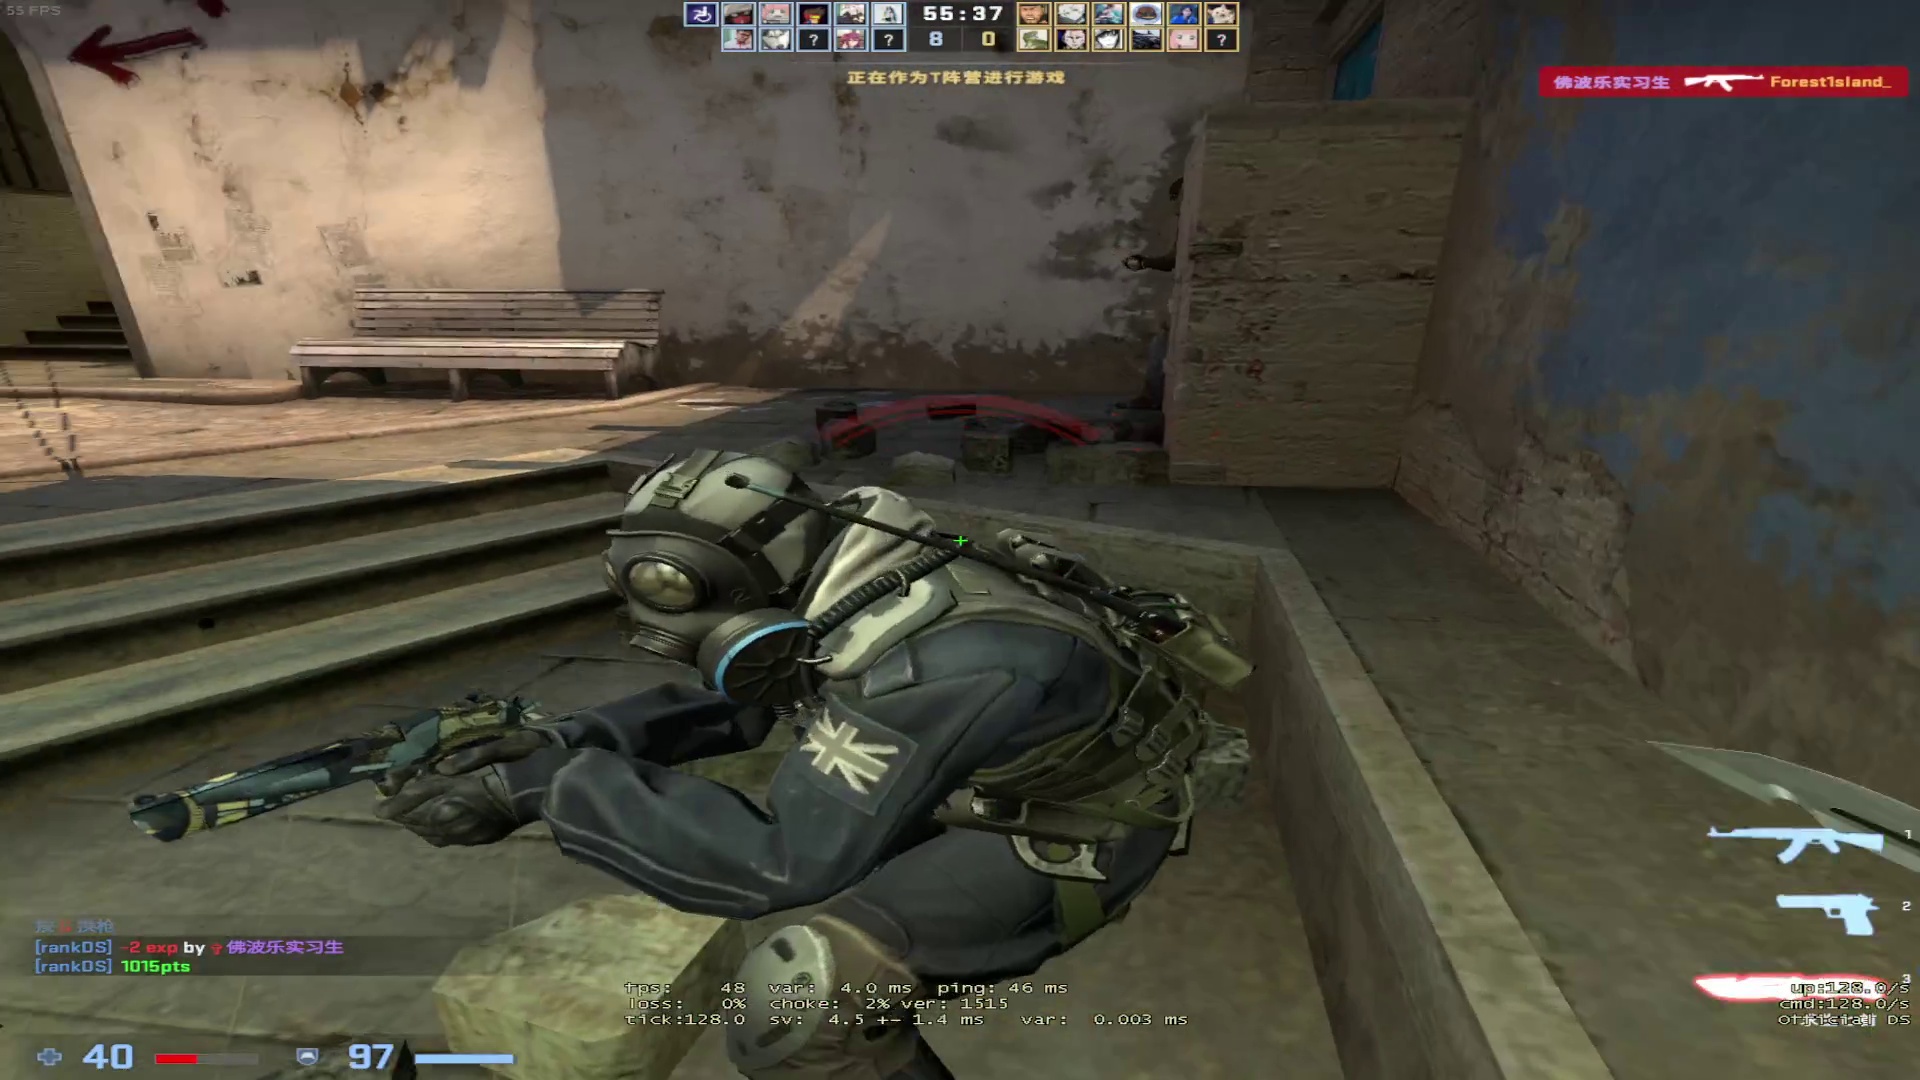 55 FPS
55:37
? ?
8 0
?
正在作为T阵营进行游戏
佛波乐实习生 Forest1sland_
[rankDS] -2 exp by 佛波乐实习生
[rankDS] 1015pts
fps: 48 var: 4.0 ms ping: 46 ms
loss: 0% choke: 2% ver: 1515
tick:128.0 sv: 4.5 +- 1.4 ms var: 0.003 ms
1
2
3
up:128.0/s
cmd:128.0/s
DS
40
97